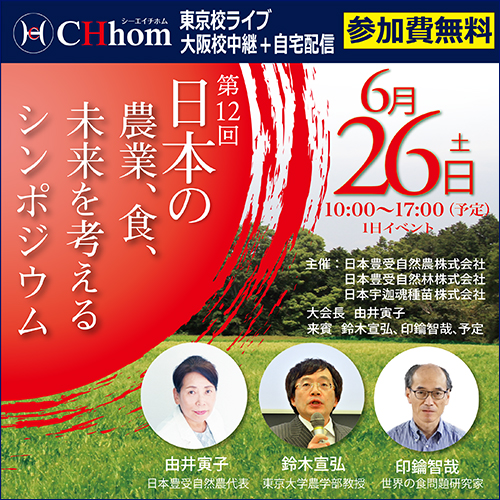 シーエイチホム
CHhom
東京校ライブ
大阪校中継＋自宅配信
参加費無料
第12回
日本の
農業、食、
未来を考える
シンポジウム
6月
26日
土
10:00～17:00（予定）
1日イベント
主催：日本豊受自然農株式会社
日本豊受自然林株式会社
日本宇迦魂種苗株式会社
大会長 由井寅子
来賓 鈴木宣弘、印鑰智哉、予定
由井寅子
日本豊受自然農代表
鈴木宣弘
東京大学農学部教授
印鑰智哉
世界の食問題研究家